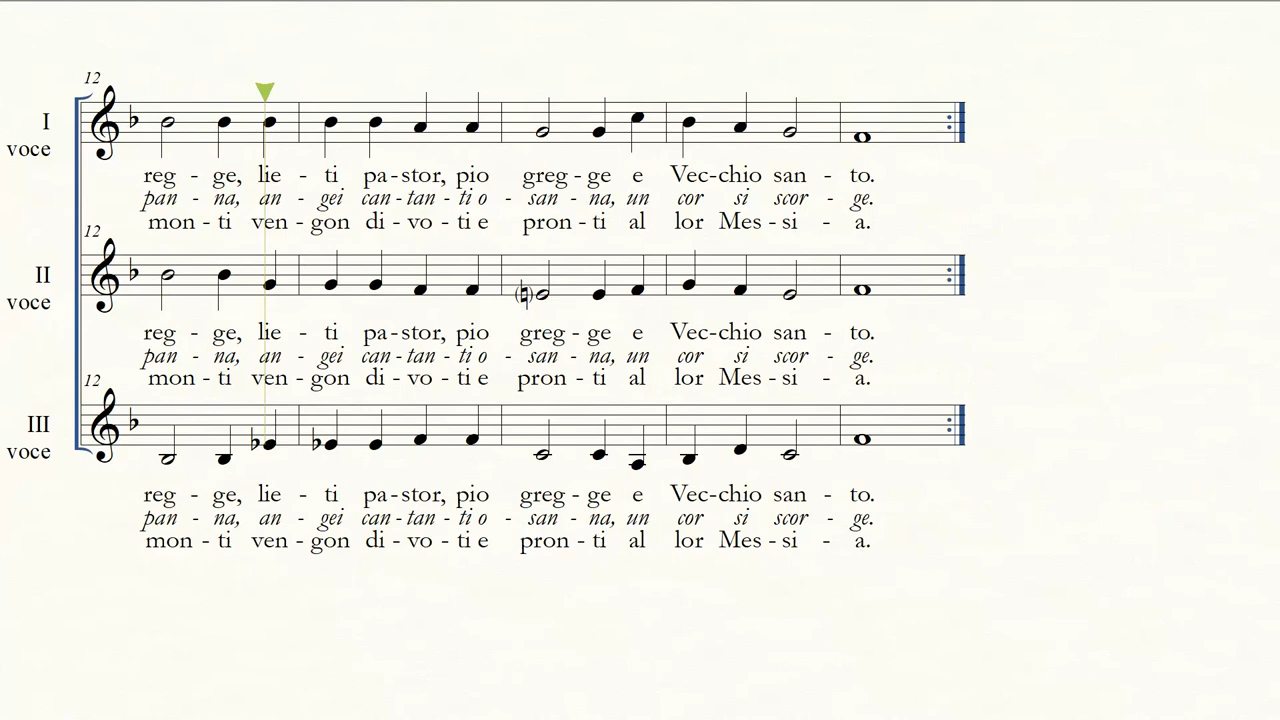 12
I
voce
reg - ge, lie - ti pa-stor, pio greg-ge e Vec-chio san - to.
pan - na, an - gei can-tan-ti o - san - na, un cor si scor - ge.
mon - ti ven-gon di-vo-ti e pron-ti al lor Mes-si - a.
12
II
voce
reg - ge, lie - ti pa-stor, pio greg-ge e Vec-chio san - to.
pan - na, an - gei can-tan-ti o - san - na, un cor si scor - ge.
mon - ti ven-gon di-vo-ti e pron-ti al lor Mes-si - a.
12
III
voce
reg - ge, lie - ti pa-stor, pio greg-ge e Vec-chio san - to.
pan - na, an - gei can-tan-ti o - san - na, un cor si scor - ge.
mon - ti ven-gon di-vo-ti e pron-ti al lor Mes-si - a.